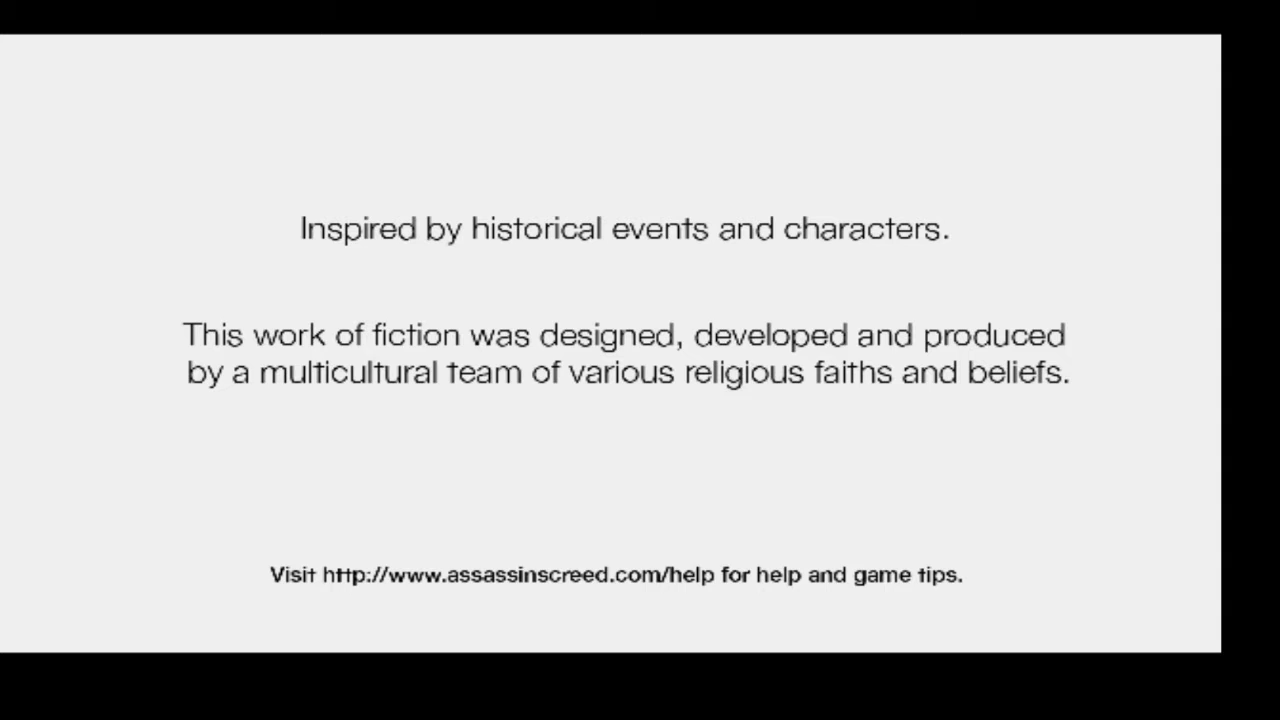 Inspired by historical events and characters.
This work of fiction was designed, developed and produced
by a multicultural team of various religious faiths and beliefs.
Visit http://www.assassinscreed.com/help for help and game tips.